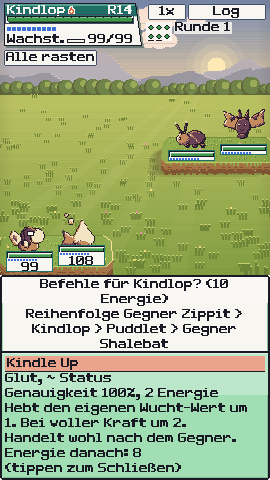 Kindlop R14
1x
Log
Wachst. 99/99
Runde 1
Alle rasten
99
108
Befehle für Kindlop? (10
Energie)
Reihenfolge Gegner Zippit >
Kindlop > Puddlet > Gegner
Shalebat
Kindle Up
Glut, ~ Status
Genauigkeit 100%, 2 Energie
Hebt den eigenen Wucht-Wert um
1. Bei voller Kraft um 2.
Handelt wohl nach dem Gegner.
Energie danach: 8
(tippen zum Schließen)